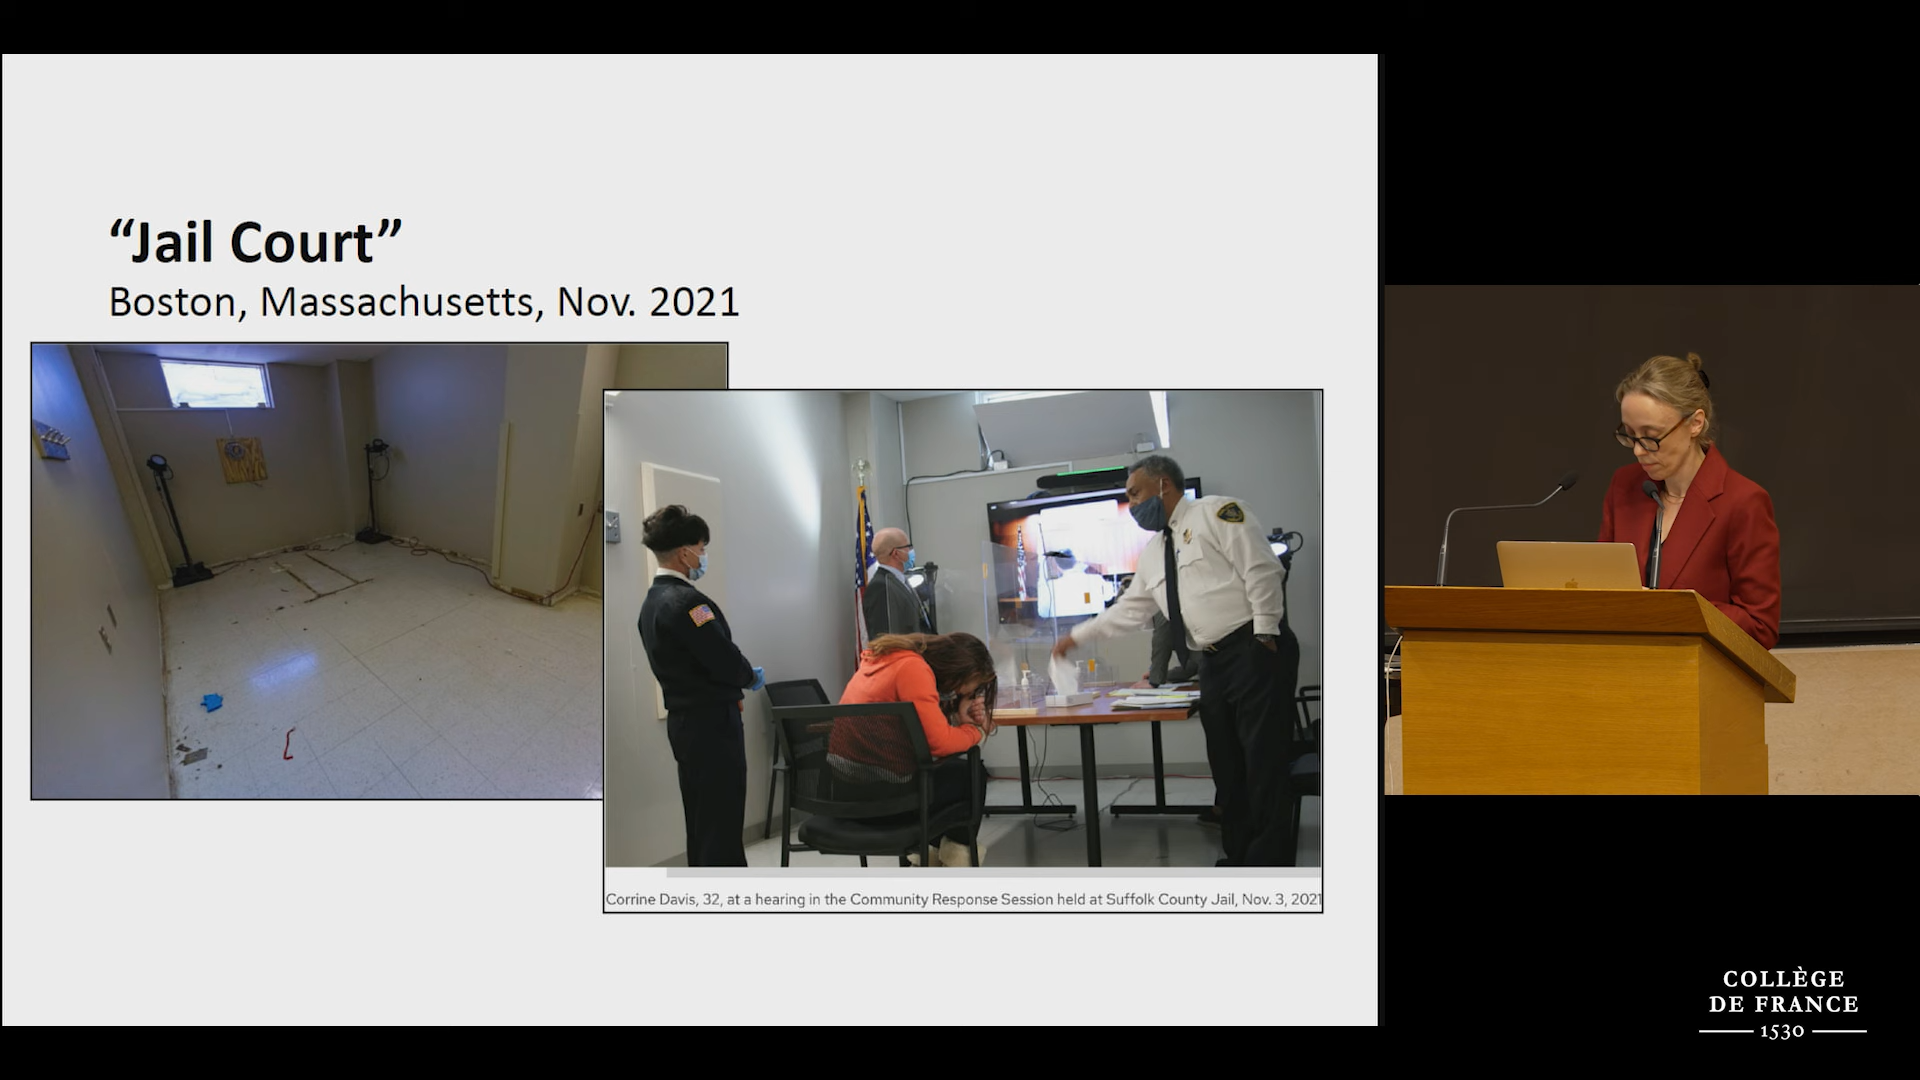 “Jail Court”
Boston, Massachusetts, Nov. 2021
Corrine Davis, 32, at a hearing in the Community Response Session held at Suffolk County Jail, Nov. 3, 2021
COLLÈGE
DE FRANCE
1530